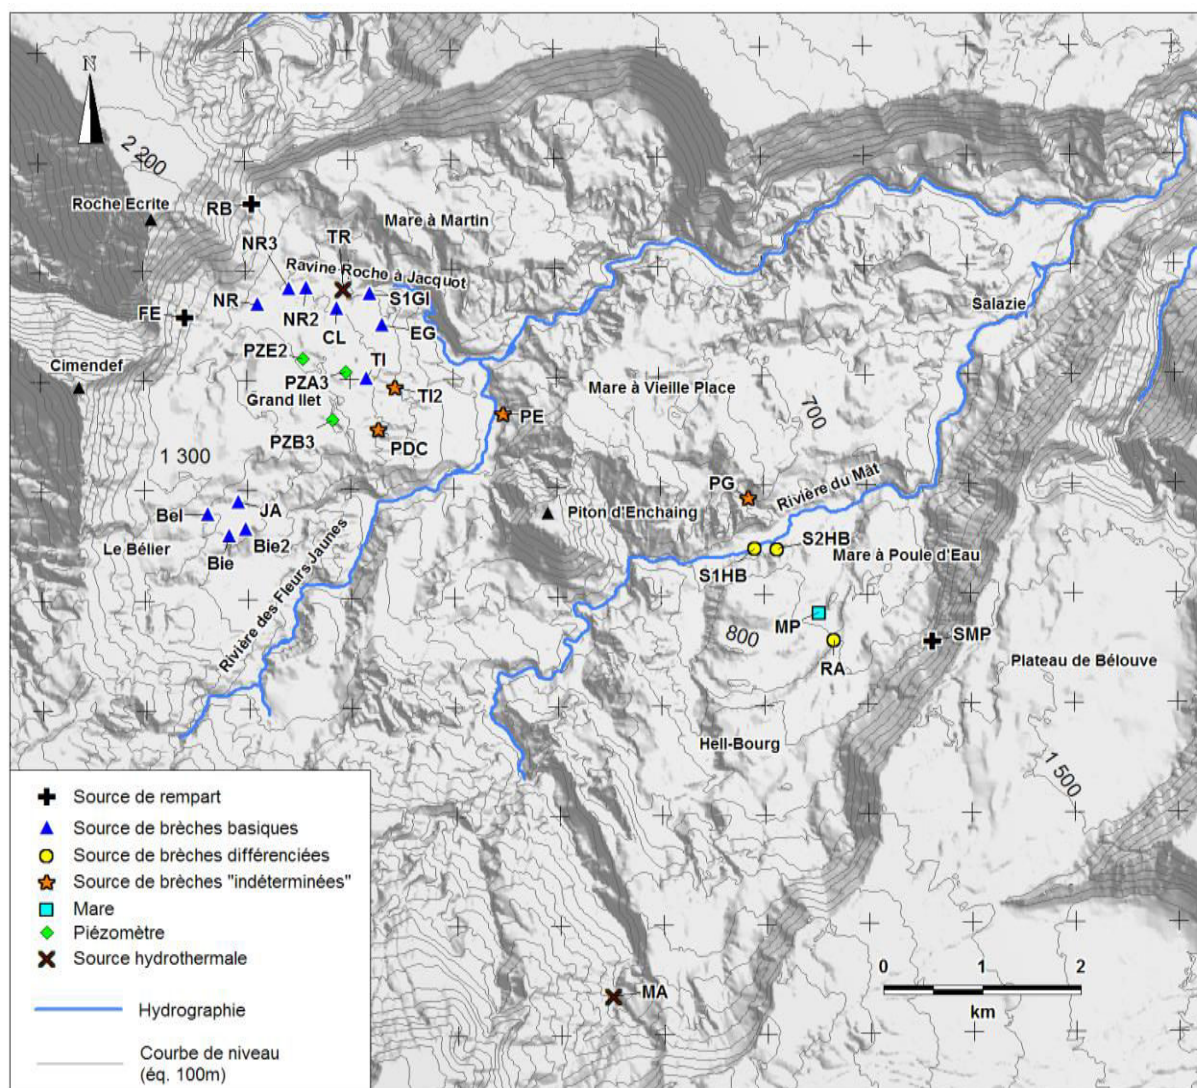 N
2 200
Roche Ecrite
RB
Mare à Martin
TR
NR3
Ravine Roche à Jacquot
NR
S1GI
FE
NR2
CL
EG
PZE2
TI
Cimendef
PZA3
Mare à Vieille Place
Salazie
Grand Ilet
TI2
700
PE
PZB3
PDC
1 300
PG
Rivière du Mât
Bel
JA
Piton d'Enchaing
Le Bélier
Bie2
Bie
S2HB
Mare à Poule d'Eau
S1HB
Rivière des Fleurs Jaunes
MP
800
SMP
RA
Plateau de Bélouve
Hell-Bourg
1 500
Source de rempart
Source de brèches basiques
Source de brèches différenciées
Source de brèches "indéterminées"
Mare
Piézomètre
Source hydrothermale
Hydrographie
Courbe de niveau
(éq. 100m)
MA
0 1 2
km